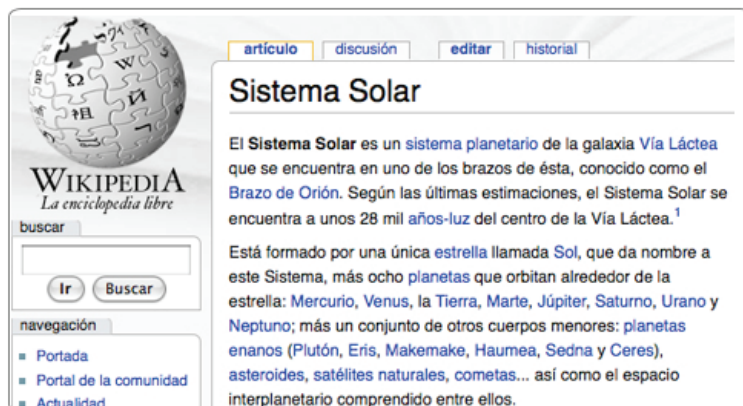 artículo discusión editar historial
Sistema Solar
El Sistema Solar es un sistema planetario de la galaxia Vía Láctea
que se encuentra en uno de los brazos de ésta, conocido como el
Brazo de Orión. Según las últimas estimaciones, el Sistema Solar se
encuentra a unos 28 mil años-luz del centro de la Vía Láctea.1
Está formado por una única estrella llamada Sol, que da nombre a
este Sistema, más ocho planetas que orbitan alrededor de la
estrella: Mercurio, Venus, la Tierra, Marte, Júpiter, Saturno, Urano y
Neptuno; más un conjunto de otros cuerpos menores: planetas
enanos (Plutón, Eris, Makemake, Haumea, Sedna y Ceres),
asteroides, satélites naturales, cometas... así como el espacio
interplanetario comprendido entre ellos.
Ω W
祖 И
WIKIPEDIA
La enciclopedia libre
buscar
Ir Buscar
navegación
Portada
Portal de la comunidad
Actualidad